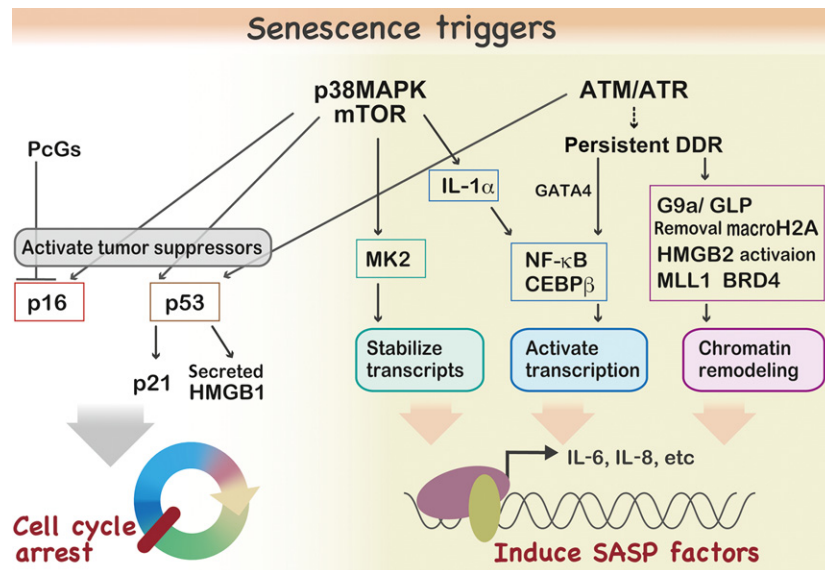 Senescence triggers
p38MAPK
mTOR
ATM/ATR
PcGs
Persistent DDR
IL-1α
GATA4
G9a/ GLP
Removal macroH2A
HMGB2 activaion
MLL1 BRD4
Activate tumor suppressors
MK2
NF-κB
CEBPβ
p16
p53
Stabilize
transcripts
Activate
transcription
Chromatin
remodeling
p21
Secreted
HMGB1
IL-6, IL-8, etc
Cell cycle
arrest
Induce SASP factors